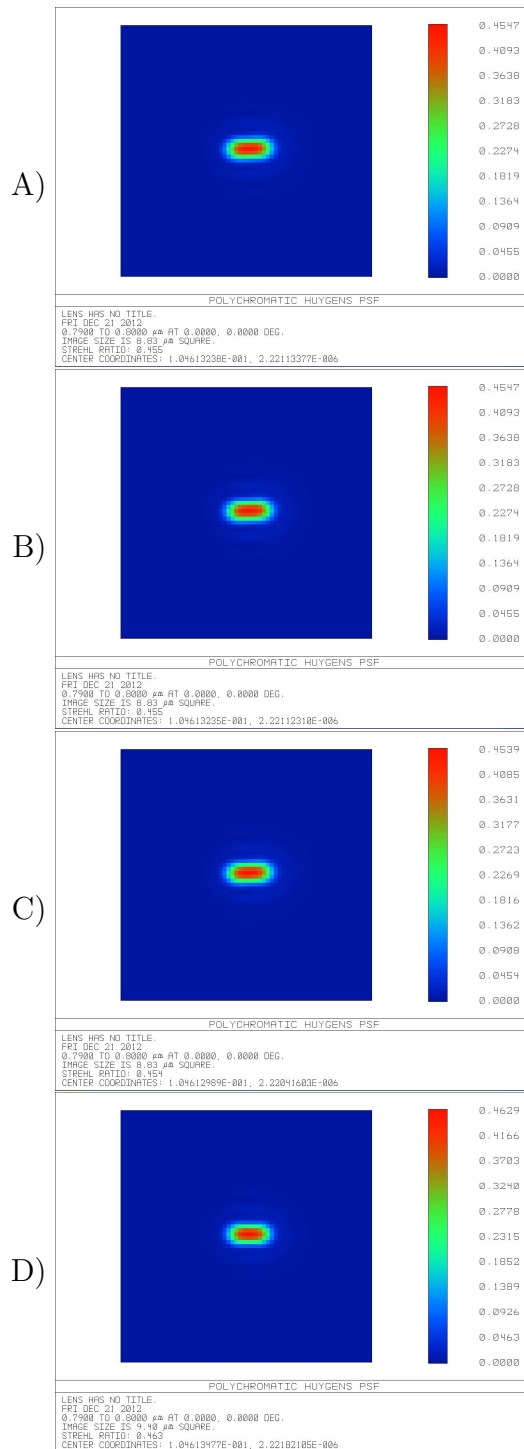 A)
0.4547
0.4093
0.3638
0.3183
0.2728
0.2274
0.1819
0.1364
0.0909
0.0455
0.0000
POLYCHROMATIC HUYGENS PSF
LENS HAS NO TITLE.
FRI DEC 21 2012
0.7900 TO 0.8000 µm AT 0.0000, 0.0000 DEG.
IMAGE SIZE IS 8.83 µm SQUARE.
STREHL RATIO: 0.455
CENTER COORDINATES: 1.04613238E-001, 2.22113377E-006
B)
0.4547
0.4093
0.3638
0.3183
0.2728
0.2274
0.1819
0.1364
0.0909
0.0455
0.0000
POLYCHROMATIC HUYGENS PSF
LENS HAS NO TITLE.
FRI DEC 21 2012
0.7900 TO 0.8000 µm AT 0.0000, 0.0000 DEG.
IMAGE SIZE IS 8.83 µm SQUARE.
STREHL RATIO: 0.455
CENTER COORDINATES: 1.04613235E-001, 2.22112310E-006
C)
0.4539
0.4085
0.3631
0.3177
0.2723
0.2269
0.1816
0.1362
0.0908
0.0454
0.0000
POLYCHROMATIC HUYGENS PSF
LENS HAS NO TITLE.
FRI DEC 21 2012
0.7900 TO 0.8000 µm AT 0.0000, 0.0000 DEG.
IMAGE SIZE IS 8.83 µm SQUARE.
STREHL RATIO: 0.454
CENTER COORDINATES: 1.04612989E-001, 2.22041603E-006
D)
0.4629
0.4166
0.3703
0.3240
0.2778
0.2315
0.1852
0.1389
0.0926
0.0463
0.0000
POLYCHROMATIC HUYGENS PSF
LENS HAS NO TITLE.
FRI DEC 21 2012
0.7900 TO 0.8000 µm AT 0.0000, 0.0000 DEG.
IMAGE SIZE IS 9.40 µm SQUARE.
STREHL RATIO: 0.463
CENTER COORDINATES: 1.04613477E-001, 2.22182105E-006